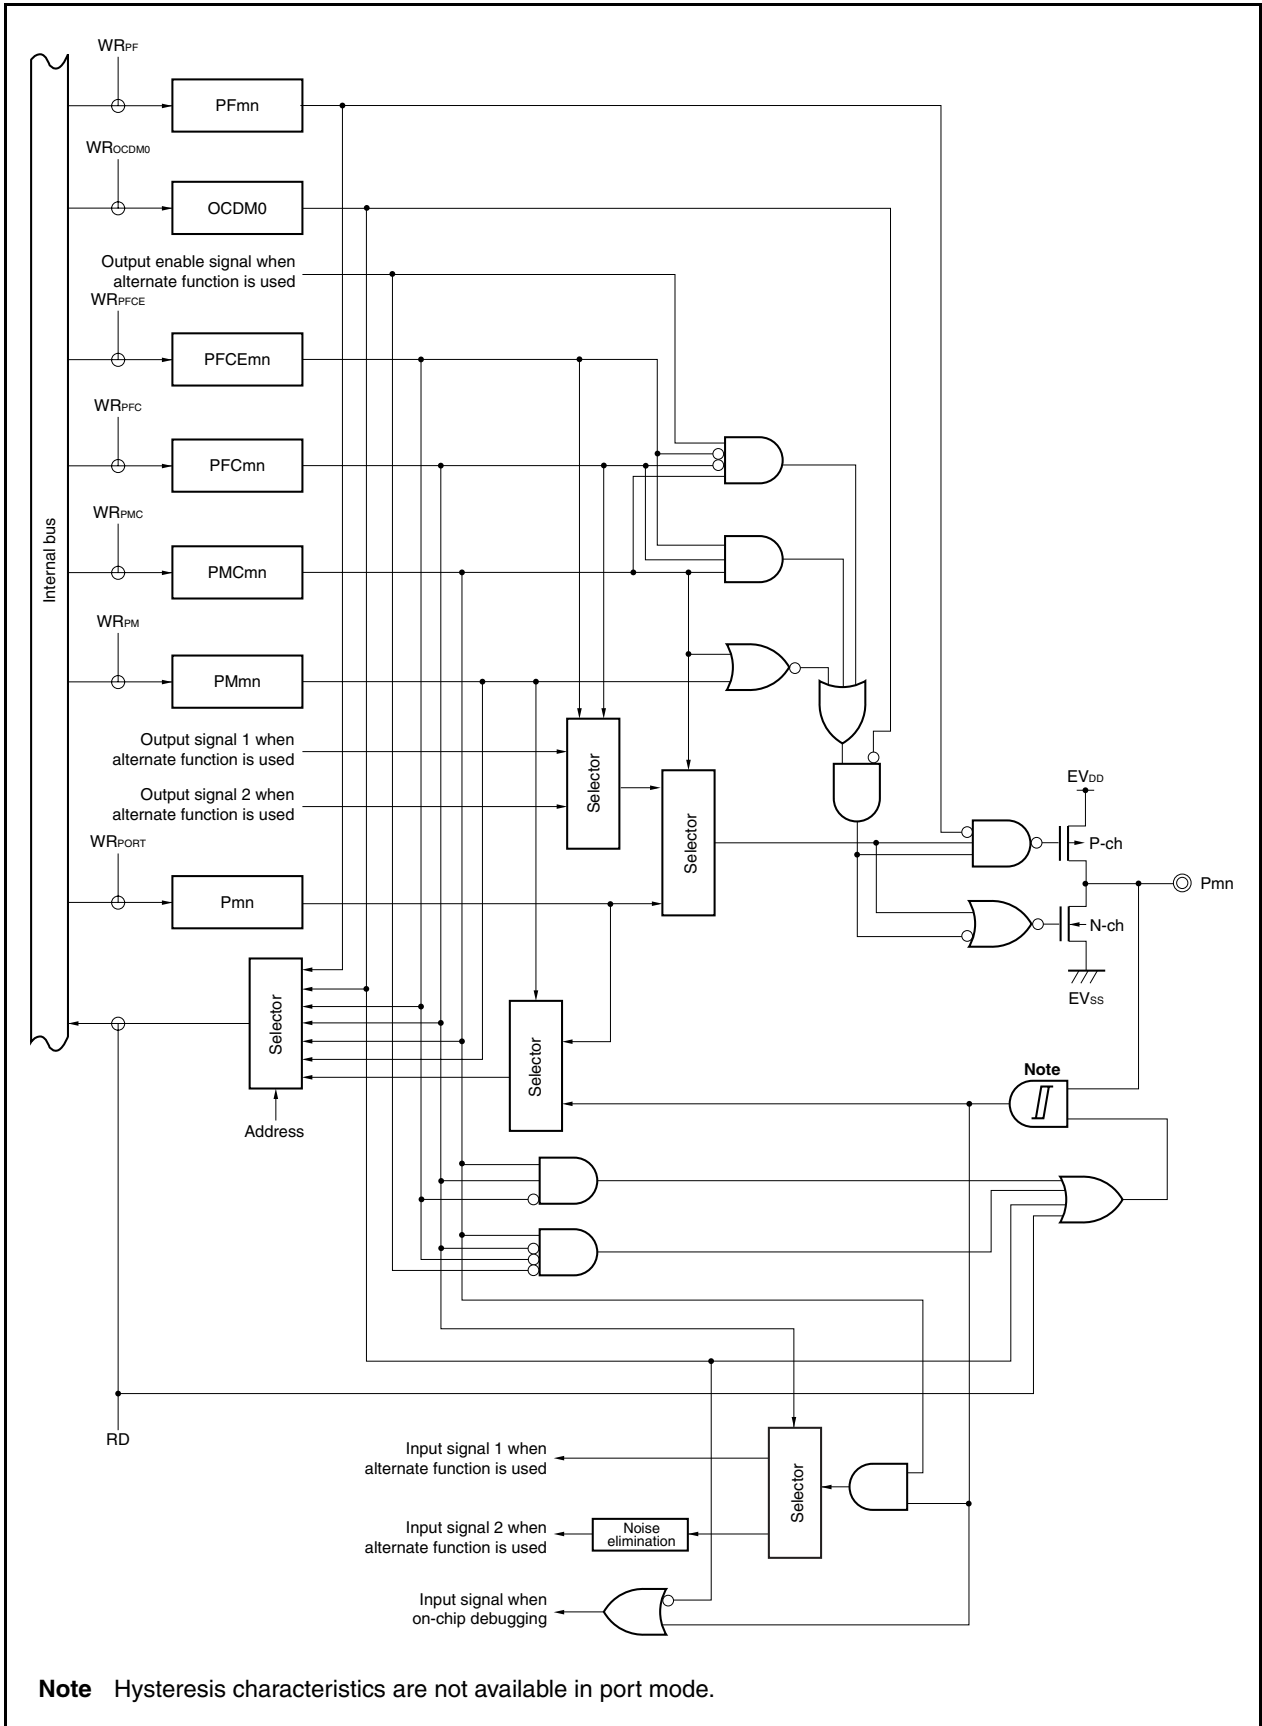 WRPF
PFmn
WROCDM0
OCDM0
Output enable signal when
alternate function is used
WRPFCE
PFCEmn
WRPFC
PFCmn
WRPMC
PMCmn
Internal bus
WRPM
PMmn
Output signal 1 when
alternate function is used
Output signal 2 when
alternate function is used
Selector
Selector
EVDD
P-ch
WRPORT
Pmn
Pmn
N-ch
EVSS
Selector
Selector
Address
Note
RD
Input signal 1 when
alternate function is used
Selector
Input signal 2 when
alternate function is used
Noise
elimination
Input signal when
on-chip debugging
Note Hysteresis characteristics are not available in port mode.